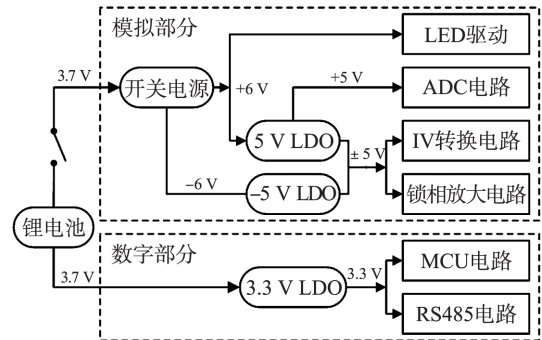 模拟部分
LED驱动
3.7 V
开关电源
+6 V
+5 V
ADC电路
5 V LDO
± 5 V
IV转换电路
−6 V
−5 V LDO
锁相放大电路
锂电池
数字部分
3.7 V
3.3 V LDO
3.3 V
MCU电路
RS485电路